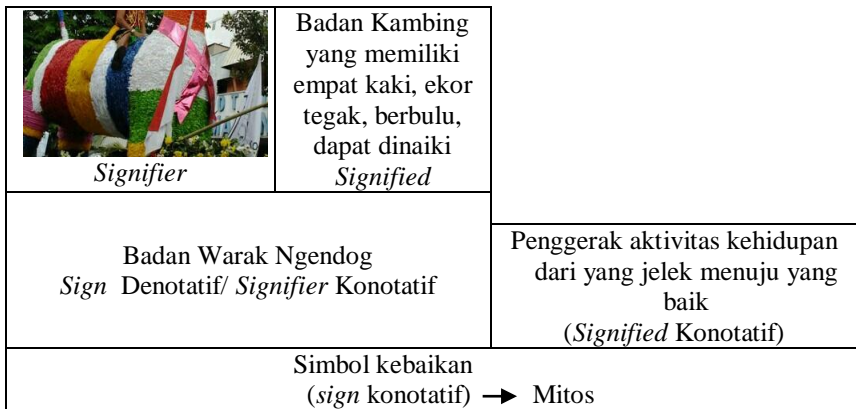 Signifier
Badan Kambing
yang memiliki
empat kaki, ekor
tegak, berbulu,
dapat dinaiki
Signified
Badan Warak Ngendog
Sign Denotatif/ Signifier Konotatif
Penggerak aktivitas kehidupan
dari yang jelek menuju yang
baik
(Signified Konotatif)
Simbol kebaikan
(sign konotatif) → Mitos